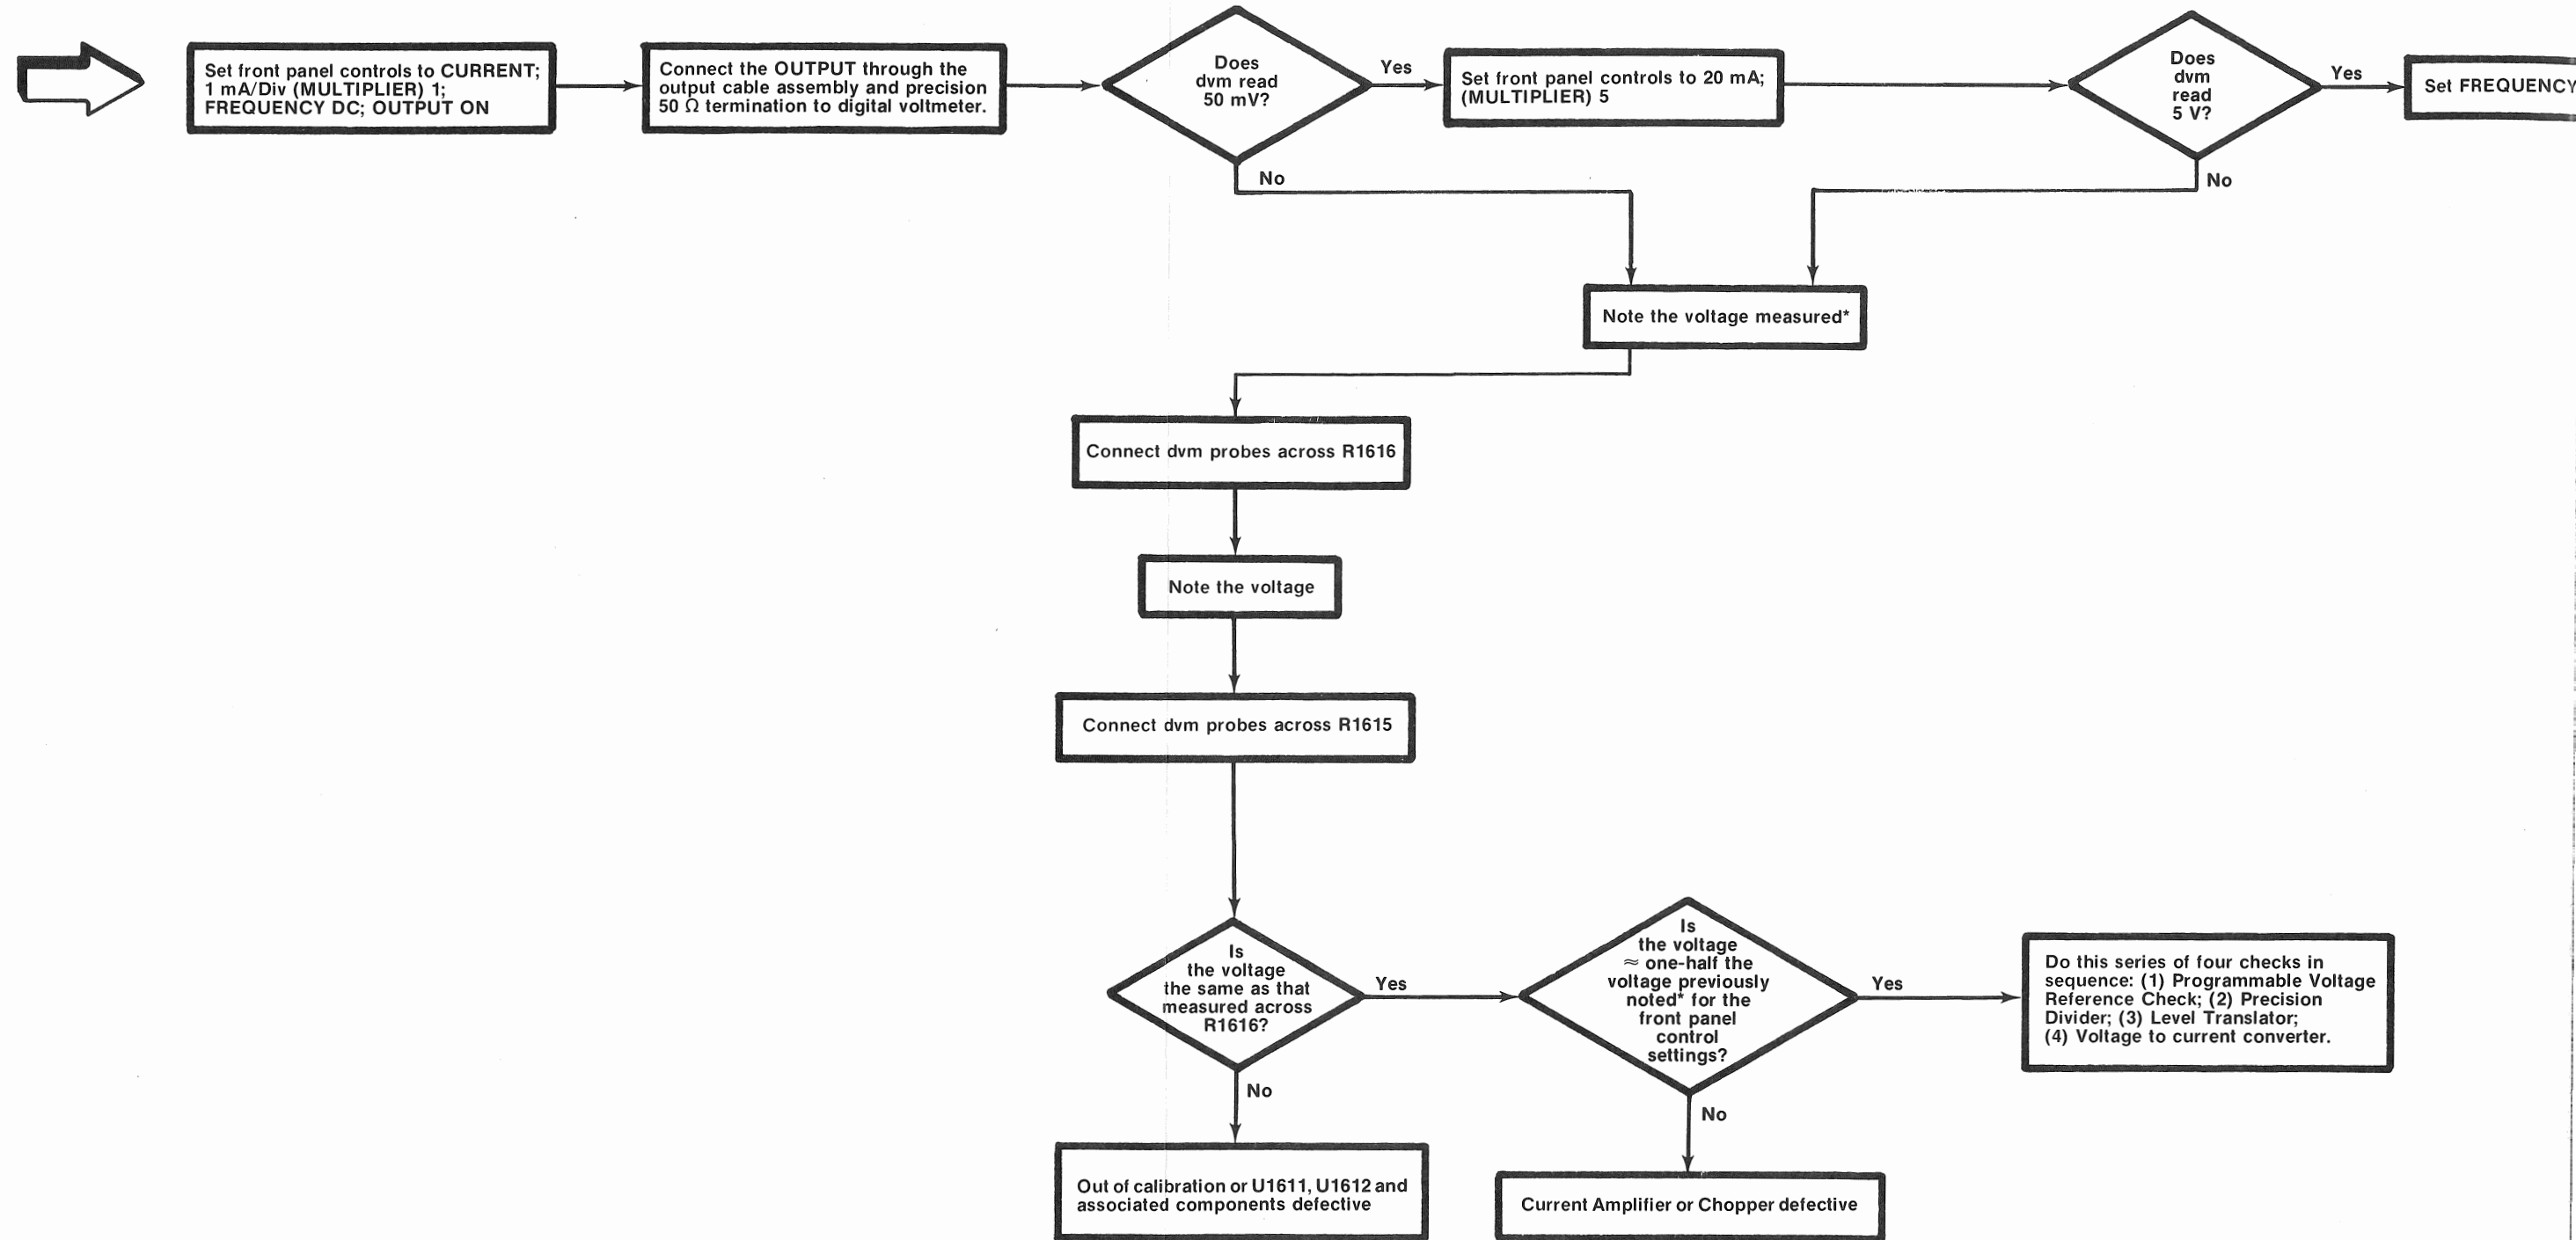 Set front panel controls to CURRENT;
1 mA/Div (MULTIPLIER) 1;
FREQUENCY DC; OUTPUT ON
Connect the OUTPUT through the
output cable assembly and precision
50 Ω termination to digital voltmeter.
Does
dvm read
50 mV?
Yes
No
Set front panel controls to 20 mA;
(MULTIPLIER) 5
Does
dvm
read
5 V?
Yes
No
Set FREQUENCY
Note the voltage measured*
Connect dvm probes across R1616
Note the voltage
Connect dvm probes across R1615
Is
the voltage
the same as that
measured across
R1616?
Yes
No
Is
the voltage
≈ one-half the
voltage previously
noted* for the
front panel
control
settings?
Yes
No
Do this series of four checks in
sequence: (1) Programmable Voltage
Reference Check; (2) Precision
Divider; (3) Level Translator;
(4) Voltage to current converter.
Out of calibration or U1611, U1612 and
associated components defective
Current Amplifier or Chopper defective